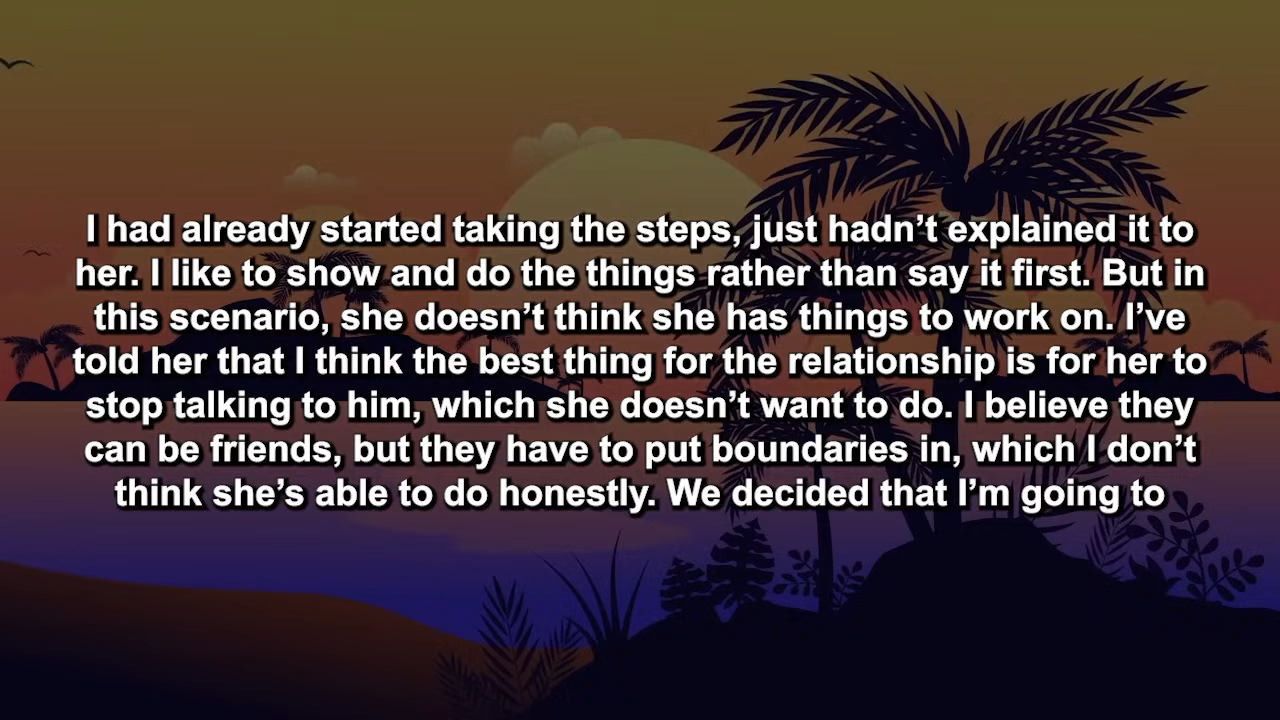 I had already started taking the steps, just hadn’t explained it to
her. I like to show and do the things rather than say it first. But in
this scenario, she doesn’t think she has things to work on. I’ve
told her that I think the best thing for the relationship is for her to
stop talking to him, which she doesn’t want to do. I believe they
can be friends, but they have to put boundaries in, which I don’t
think she’s able to do honestly. We decided that I’m going to